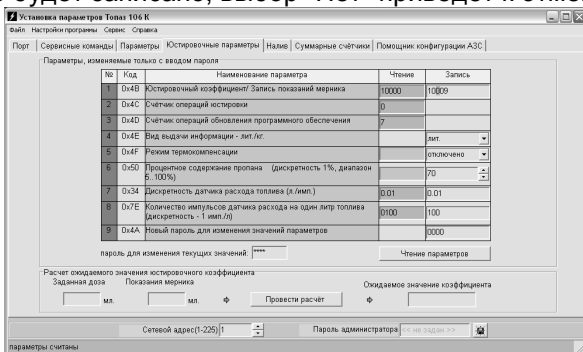 будет записано, выбор "Нет" приведёт к отмене
Установка параметров Топаз 106 К
Файл Настройки программы Сервис Справка
Порт Сервисные команды Параметры Юстировочные параметры Налив Суммарные счётчики Помощник конфигурации АЗС
Параметры, изменяемые только с вводом пароля
№ Код Наименование параметра Чтение Запись
1 0x4B Юстировочный коэффициент/ Запись показаний мерника 10000 10009
2 0x4C Счётчик операций юстировки 0
3 0x4D Счётчик операций обновления программного обеспечения 7
4 0x4E Вид выдачи информации - лит./кг. лит.
5 0x4F Режим термокомпенсации отключено
6 0x50 Процентное содержание пропана (дискретность 1%, диапазон 5..100%) 70
7 0x34 Дискретность датчика расхода топлива (л./имп.) 0.01 0.01
8 0x7E Количество импульсов датчика расхода на один литр топлива (дискретность - 1 имп./л) 0100 100
9 0x4A Новый пароль для изменения значений параметров 0000
пароль для изменения текущих значений: **** Чтение параметров
Расчет ожидаемого значения юстировочного коэффициента
Заданная доза Показания мерника Ожидаемое значение коэффициента
мл. мл. Ф Провести расчёт Ф
Сетевой адрес(1-225) 1 Пароль администратора << не задан >>
параметры считаны